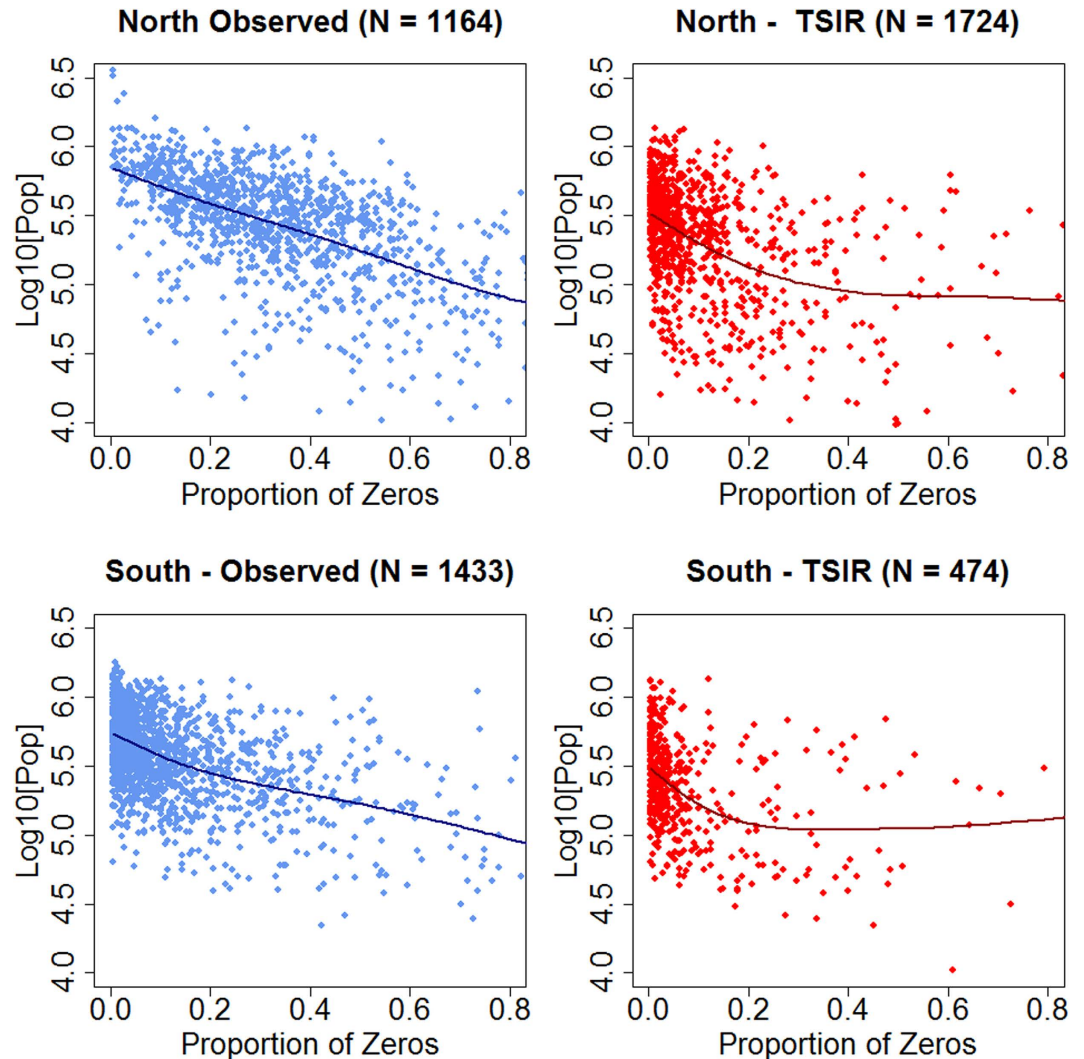 North Observed (N = 1164)
Log10[Pop]
6.5
6.0
5.5
5.0
4.5
4.0
0.0 0.2 0.4 0.6 0.8
Proportion of Zeros
North - TSIR (N = 1724)
Log10[Pop]
6.5
6.0
5.5
5.0
4.5
4.0
0.0 0.2 0.4 0.6 0.8
Proportion of Zeros
South - Observed (N = 1433)
Log10[Pop]
6.5
6.0
5.5
5.0
4.5
4.0
0.0 0.2 0.4 0.6 0.8
Proportion of Zeros
South - TSIR (N = 474)
Log10[Pop]
6.5
6.0
5.5
5.0
4.5
4.0
0.0 0.2 0.4 0.6 0.8
Proportion of Zeros